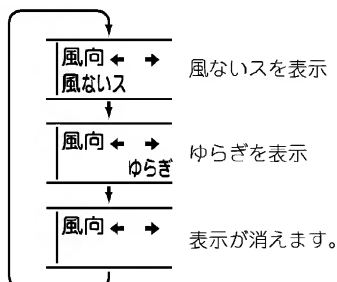 風向 ← →
風ないス
風ないスを表示
風向 ← →
ゆらぎ
ゆらぎを表示
風向 ← →
表示が消えます。